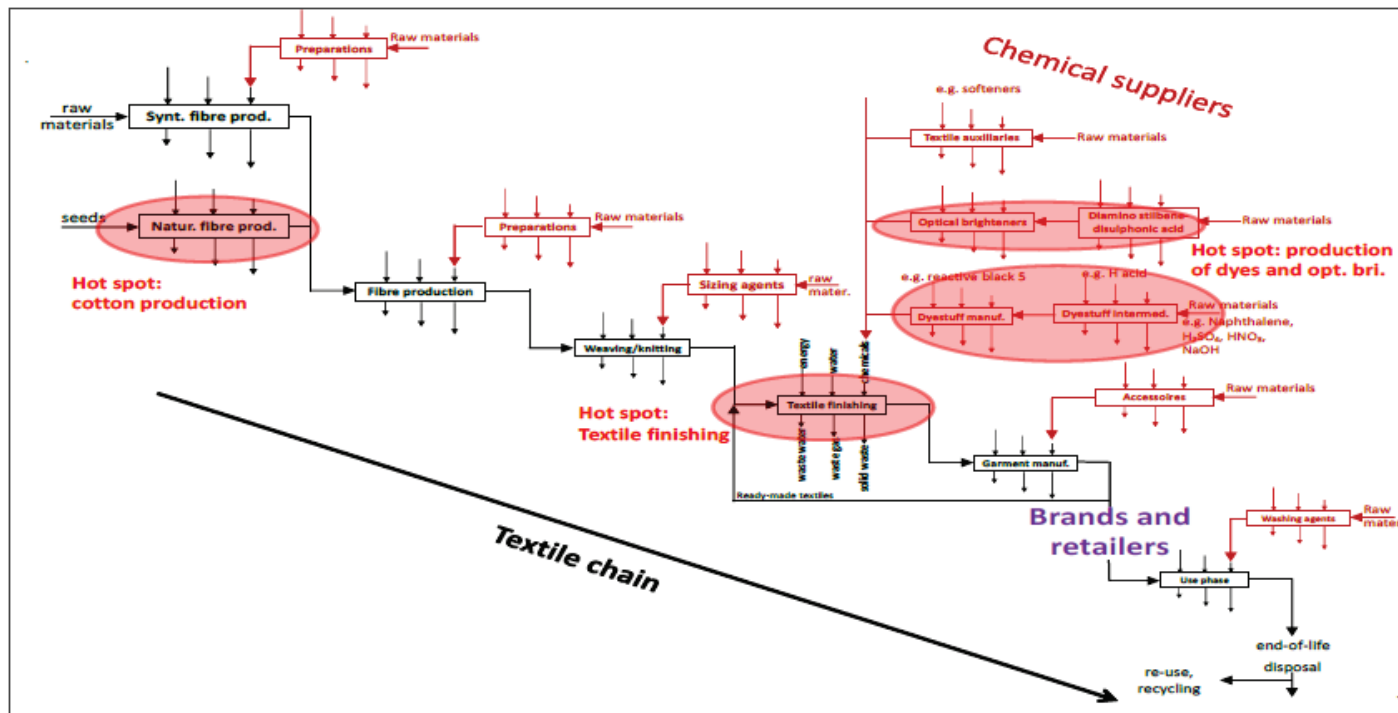 Preparations
Raw materials
raw
materials
Synt. fibre prod.
seeds
Natur. fibre prod.
Hot spot:
cotton production
Preparations
Raw materials
Fibre production
Sizing agents
raw
mater.
Weaving/knitting
Chemical suppliers
e.g. softeners
Textile auxiliaries
Raw materials
Optical brighteners
Diamino stilbene-
disulphonic acid
Raw materials
Hot spot: production
of dyes and opt. bri.
e.g. reactive black 5
e.g. H acid
Dyestuff manuf.
Dyestuff intermed.
Raw materials
e.g. Naphthalene,
H₂SO₄, HNO₃,
NaOH
energy
water
chemicals
Hot spot:
Textile finishing
Textile finishing
waste water
waste gas
solid waste
Accessoires
Raw materials
Garment manuf.
Ready-made textiles
Brands and
retailers
Washing agents
Raw
mater
Use phase
Textile chain
end-of-life
disposal
re-use,
recycling